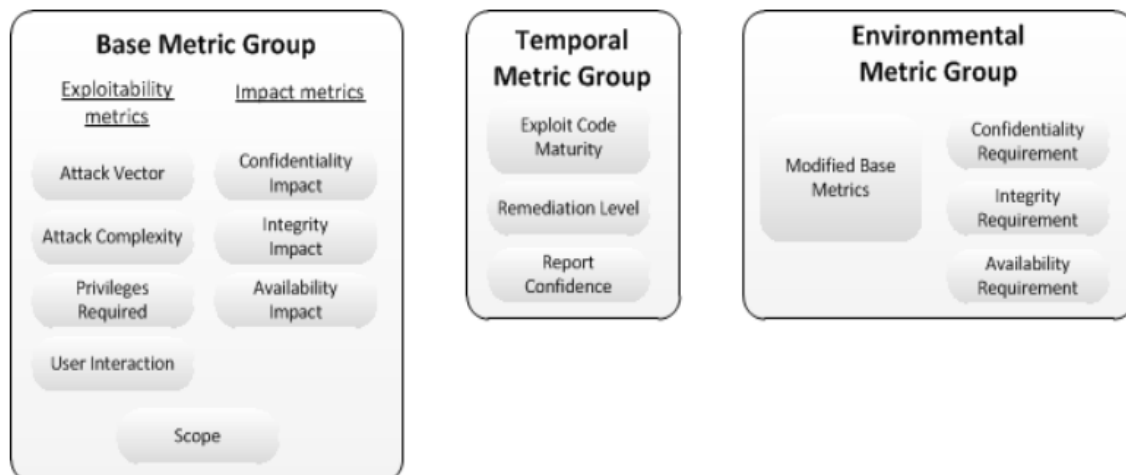 Base Metric Group
Exploitability
metrics
Impact metrics
Attack Vector
Attack Complexity
Privileges
Required
User Interaction
Confidentiality
Impact
Integrity
Impact
Availability
Impact
Scope
Temporal
Metric Group
Exploit Code
Maturity
Remediation Level
Report
Confidence
Environmental
Metric Group
Modified Base
Metrics
Confidentiality
Requirement
Integrity
Requirement
Availability
Requirement